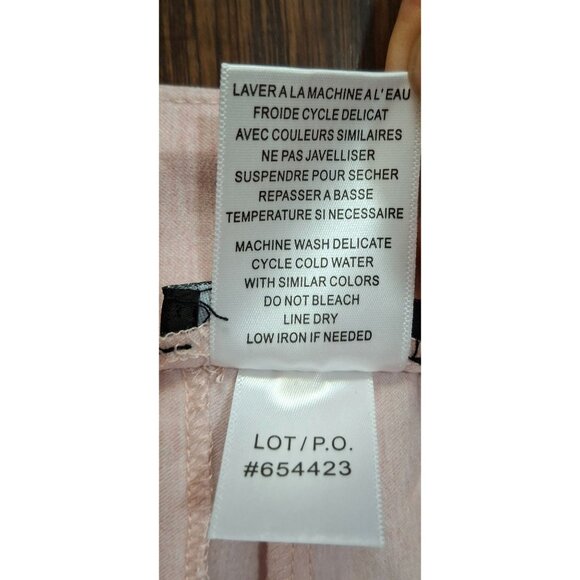 LAVER A LA MACHINE A L'EAU
FROIDE CYCLE DELICAT
AVEC COULEURS SIMILAIRES
NE PAS JAVELLISER
SUSPENDRE POUR SECHER
REPASSER A BASSE
TEMPERATURE SI NECESSAIRE
MACHINE WASH DELICATE
CYCLE COLD WATER
WITH SIMILAR COLORS
DO NOT BLEACH
LINE DRY
LOW IRON IF NEEDED
LOT / P.O.
#654423